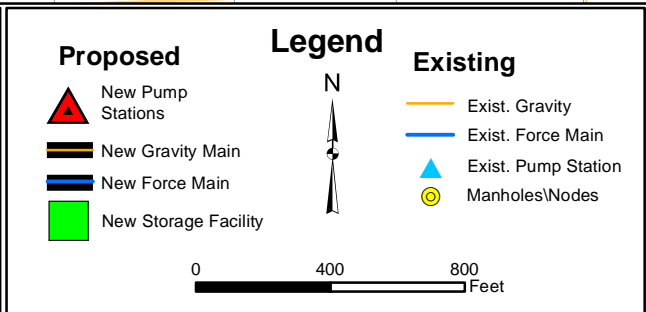 Legend
Proposed
New Pump
Stations
New Gravity Main
New Force Main
New Storage Facility
N
Existing
Exist. Gravity
Exist. Force Main
Exist. Pump Station
Manholes\Nodes
0 400 800
Feet